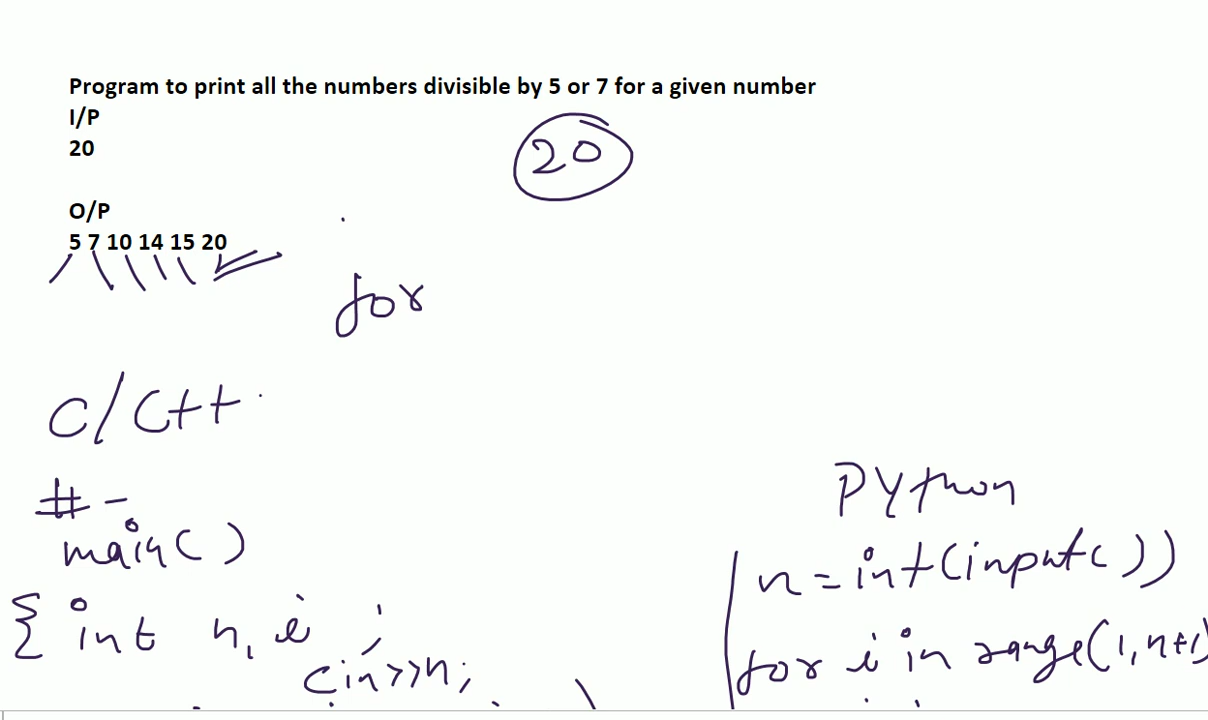 Program to print all the numbers divisible by 5 or 7 for a given number
I/P
20
20
O/P
5 7 10 14 15 20
for
C/C++
# -
main()
{ int n, i ;
cin>>n;
Python
n=int(input())
for i in range(1,n+1)